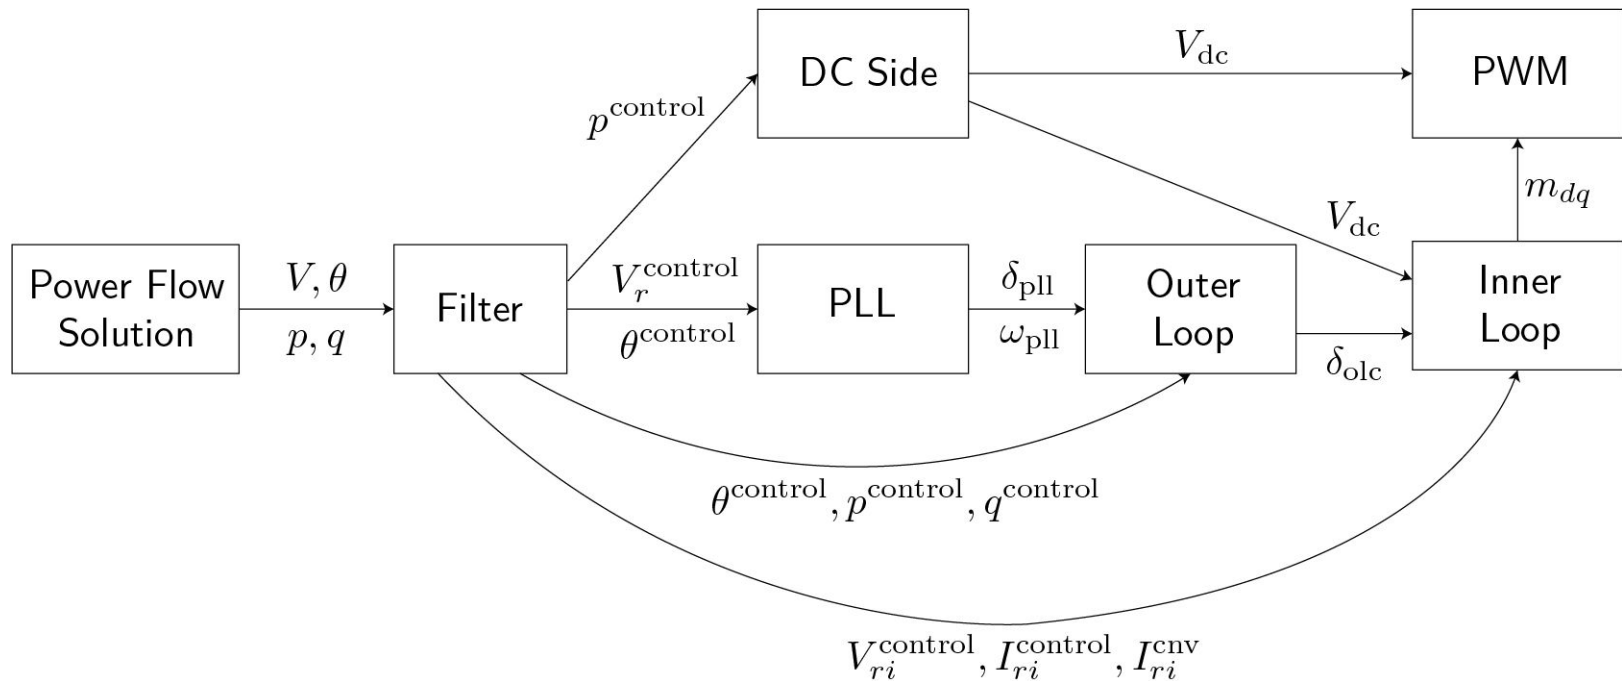 DC Side
V_dc
PWM
p^control
m_dq
V_dc
Power Flow
Solution
V, θ
p, q
Filter
V_r^control
θ^control
PLL
δ_pll
ω_pll
Outer
Loop
δ_olc
Inner
Loop
θ^control, p^control, q^control
V_ri^control, I_ri^control, I_ri^cnv